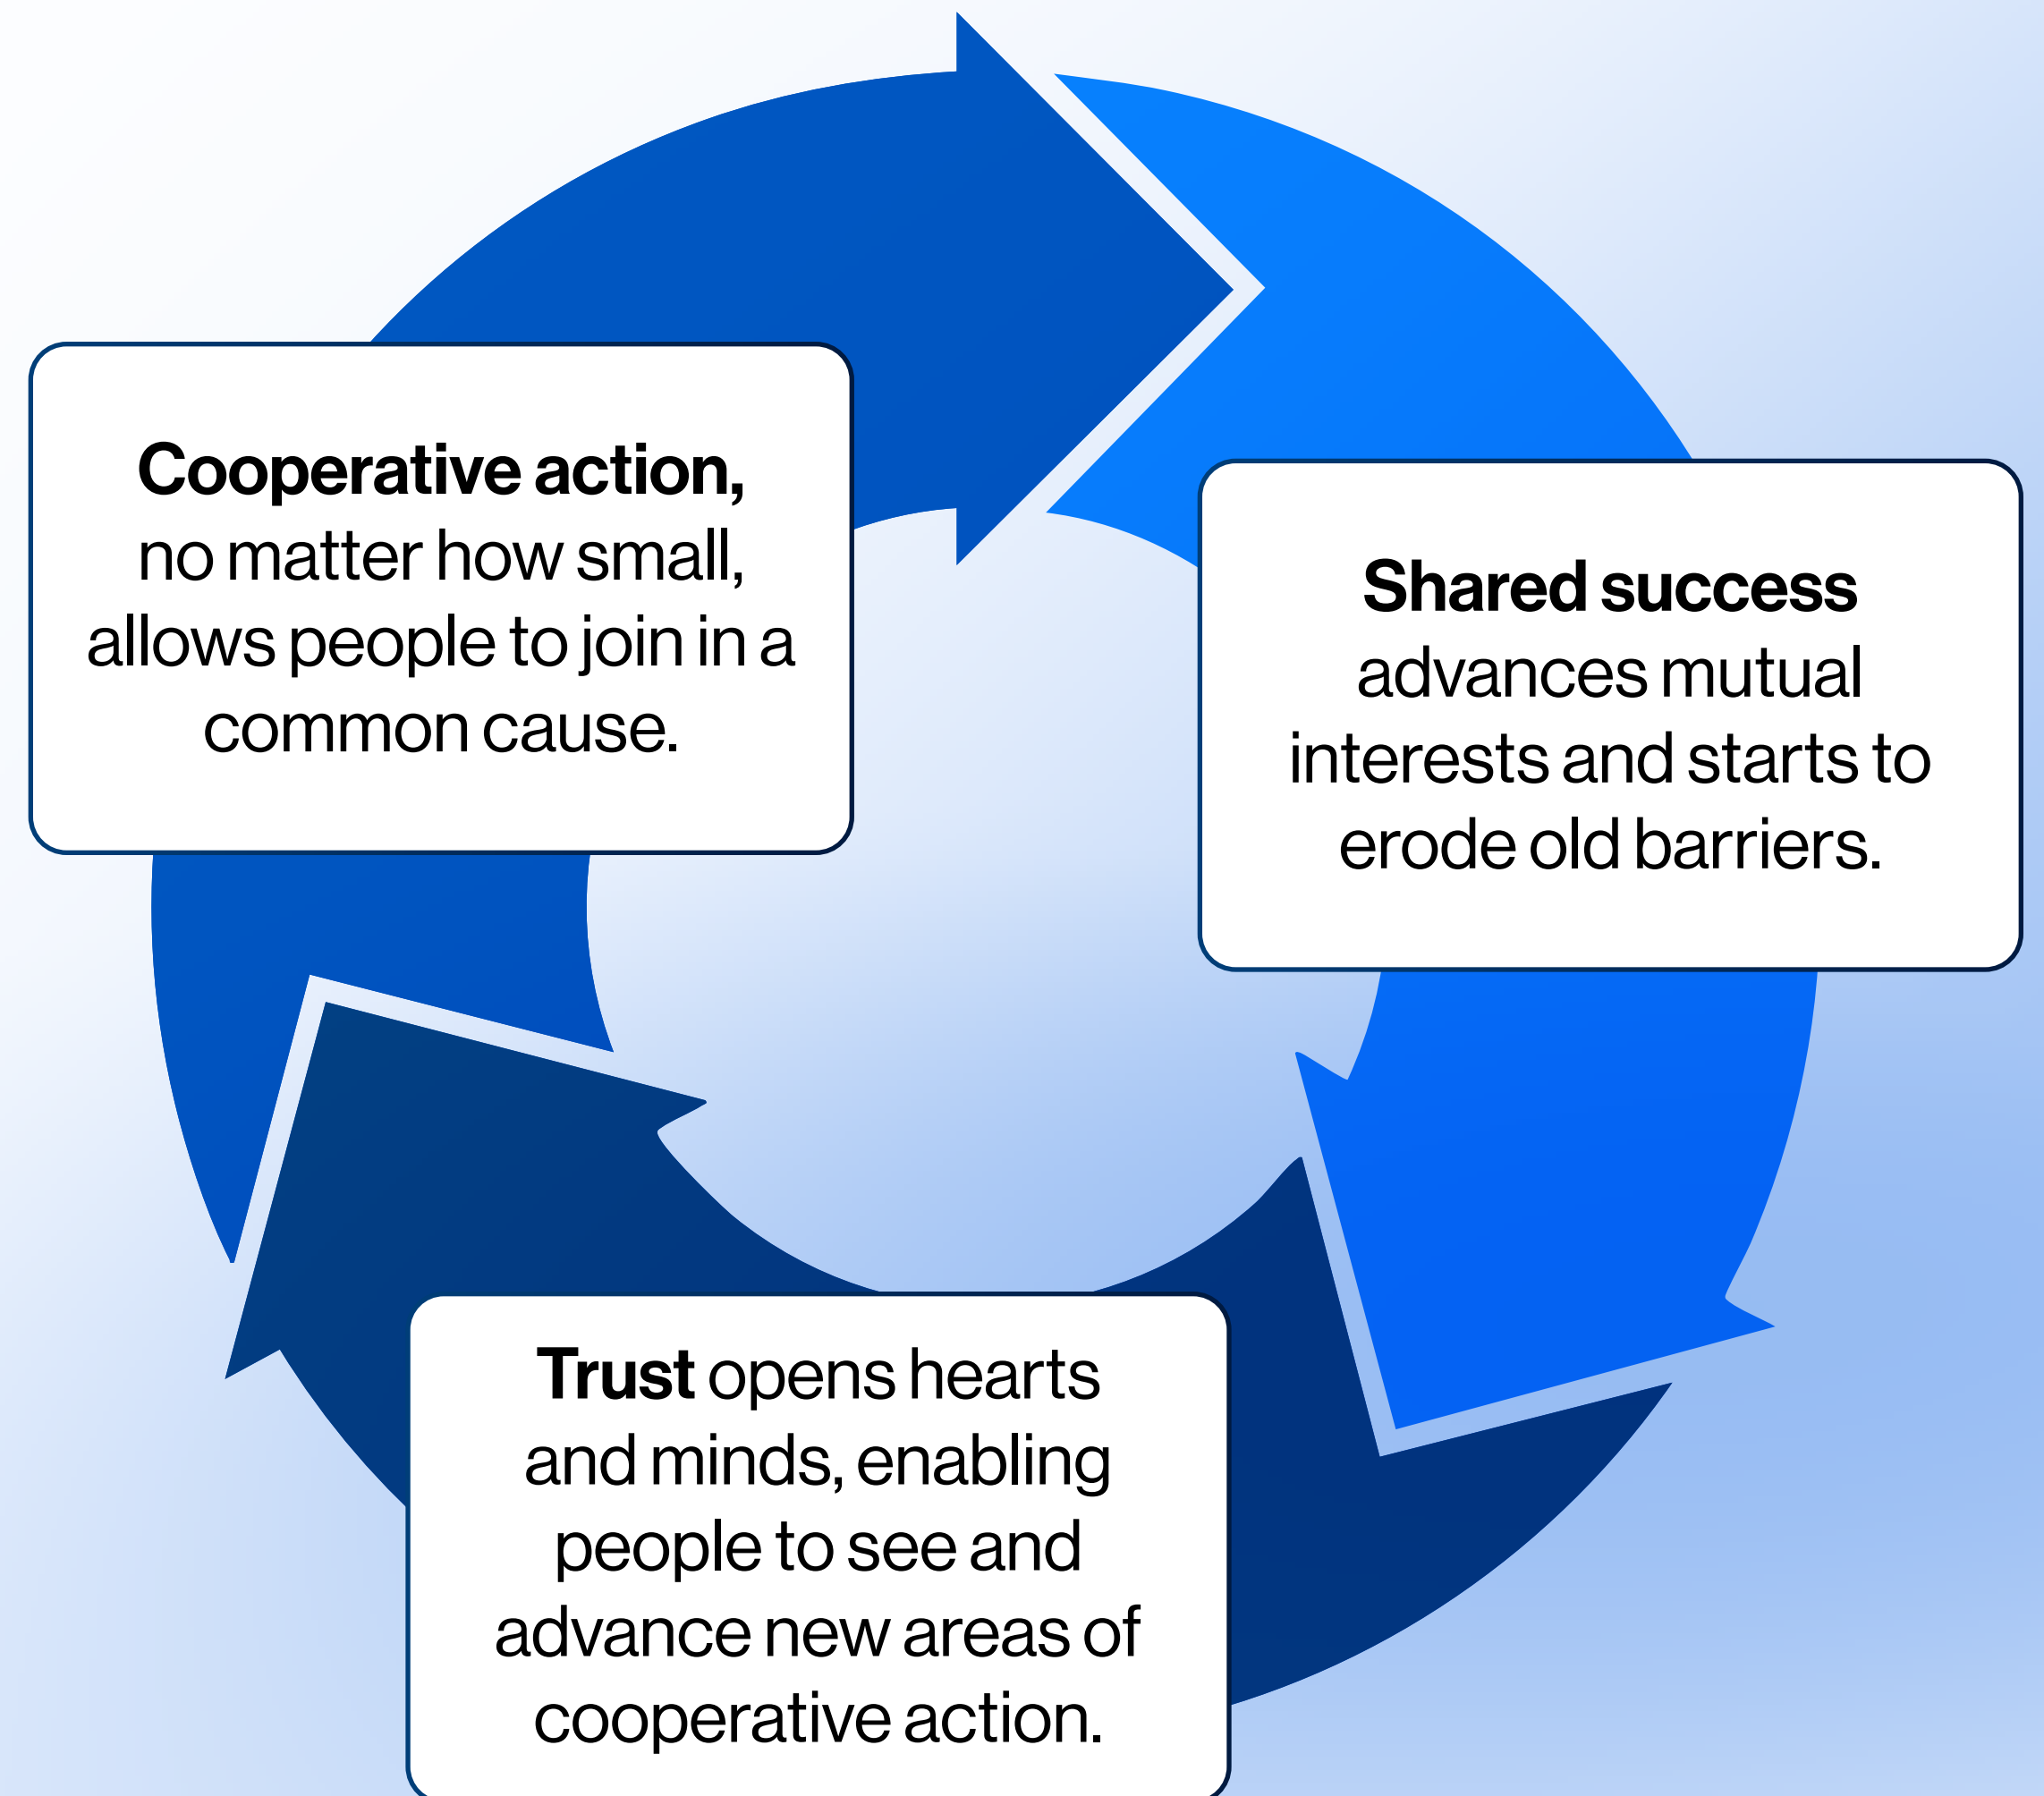 Cooperative action,
no matter how small,
allows people to join in a
common cause.
Shared success
advances mutual
interests and starts to
erode old barriers.
Trust opens hearts
and minds, enabling
people to see and
advance new areas of
cooperative action.